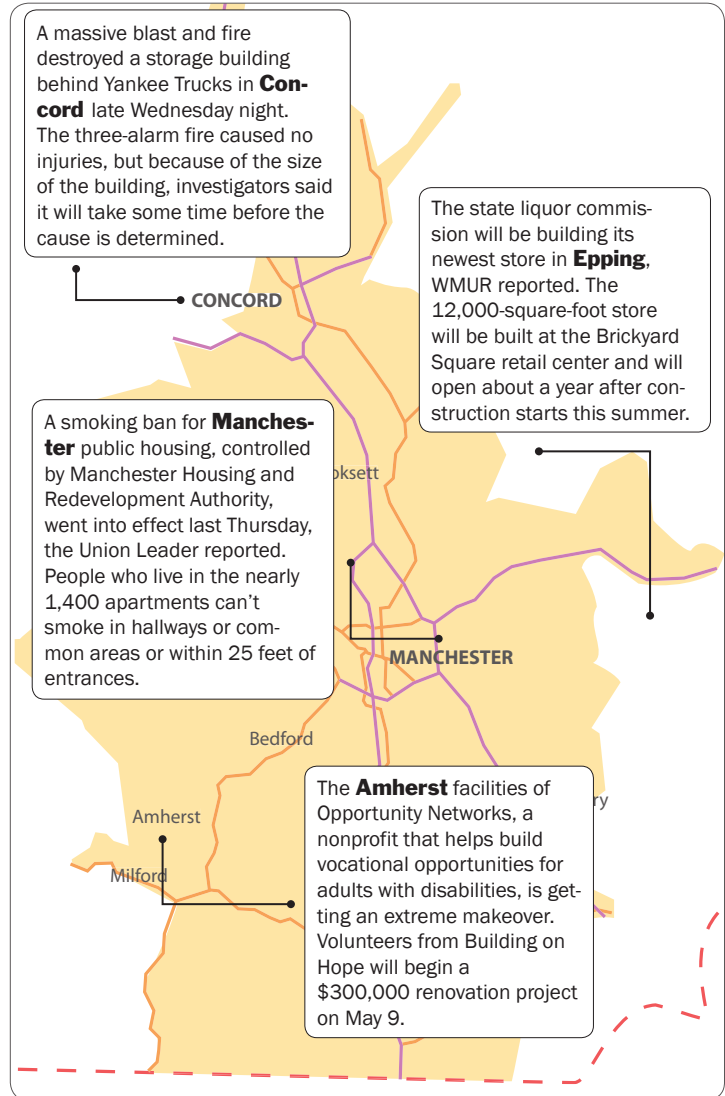 A massive blast and fire
destroyed a storage building
behind Yankee Trucks in Con-
cord late Wednesday night.
The three-alarm fire caused no
injuries, but because of the size
of the building, investigators said
it will take some time before the
cause is determined.
The state liquor commis-
sion will be building its
newest store in Epping,
WMUR reported. The
12,000-square-foot store
will be built at the Brickyard
Square retail center and will
open about a year after con-
struction starts this summer.
CONCORD
A smoking ban for Manches-
ter public housing, controlled
by Manchester Housing and
Redevelopment Authority,
went into effect last Thursday,
the Union Leader reported.
People who live in the nearly
1,400 apartments can't
smoke in hallways or com-
mon areas or within 25 feet of
entrances.
oksett
MANCHESTER
Bedford
The Amherst facilities of
Opportunity Networks, a
nonprofit that helps build
vocational opportunities for
adults with disabilities, is get-
ting an extreme makeover.
Volunteers from Building on
Hope will begin a
$300,000 renovation project
on May 9.
ry
Amherst
Milford